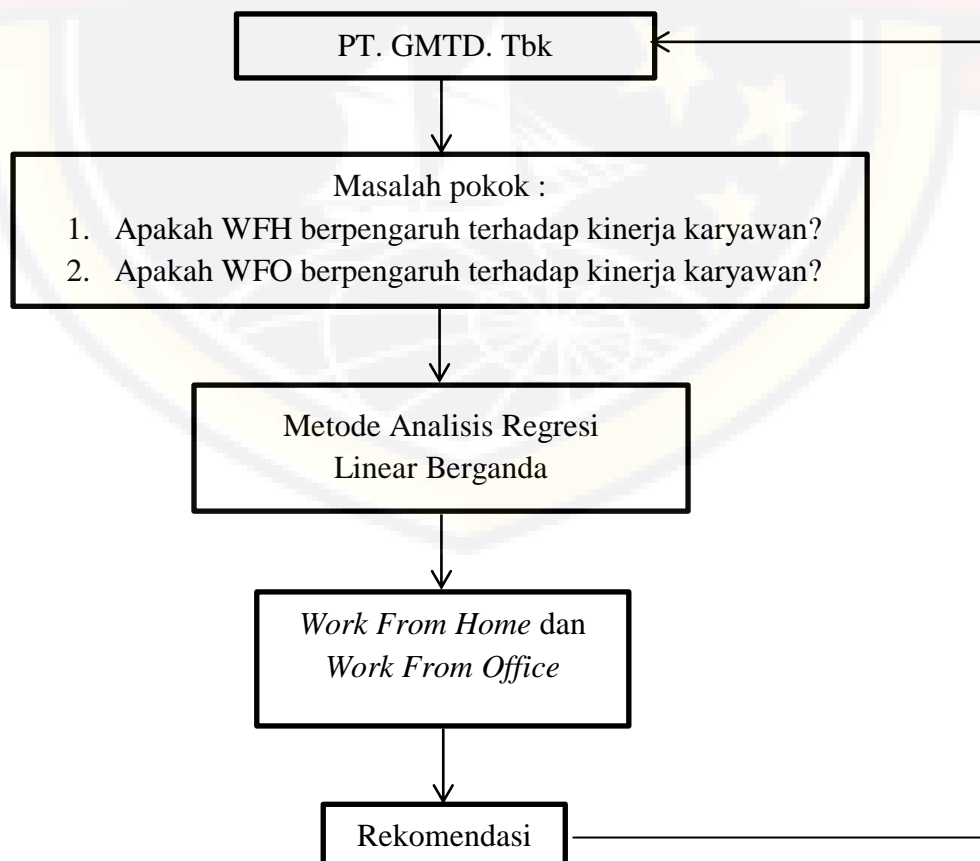 PT. GMTD. Tbk
Masalah pokok :
1. Apakah WFH berpengaruh terhadap kinerja karyawan?
2. Apakah WFO berpengaruh terhadap kinerja karyawan?
Metode Analisis Regresi
Linear Berganda
Work From Home dan
Work From Office
Rekomendasi